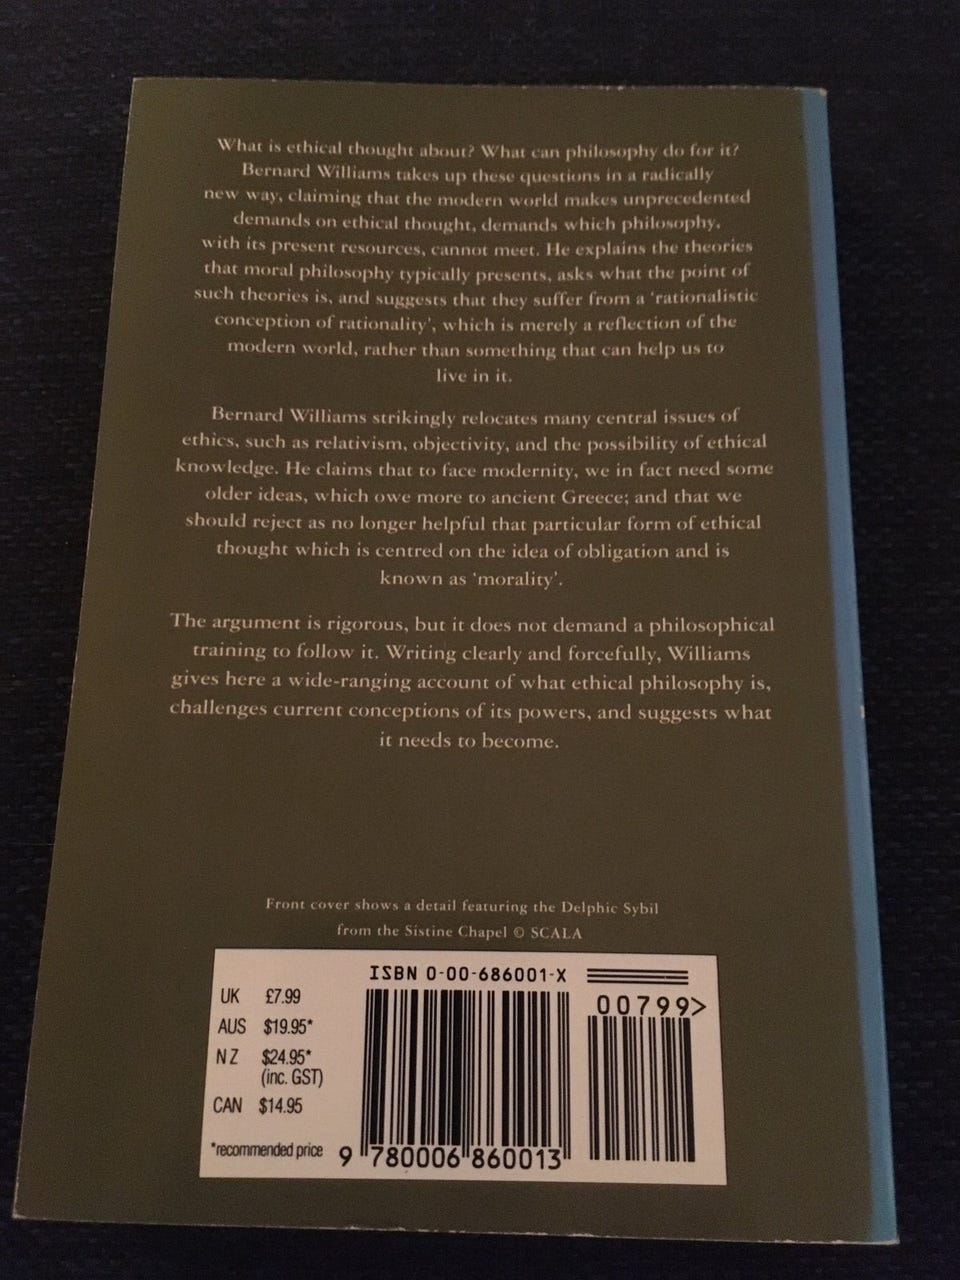 What is ethical thought about? What can philosophy do for it?
Bernard Williams takes up these questions in a radically
new way, claiming that the modern world makes unprecedented
demands on ethical thought, demands which philosophy,
with its present resources, cannot meet. He explains the theories
that moral philosophy typically presents, asks what the point of
such theories is, and suggests that they suffer from a 'rationalistic
conception of rationality', which is merely a reflection of the
modern world, rather than something that can help us to
live in it.
Bernard Williams strikingly relocates many central issues of
ethics, such as relativism, objectivity, and the possibility of ethical
knowledge. He claims that to face modernity, we in fact need some
older ideas, which owe more to ancient Greece; and that we
should reject as no longer helpful that particular form of ethical
thought which is centred on the idea of obligation and is
known as 'morality'.
The argument is rigorous, but it does not demand a philosophical
training to follow it. Writing clearly and forcefully, Williams
gives here a wide-ranging account of what ethical philosophy is,
challenges current conceptions of its powers, and suggests what
it needs to become.
Front cover shows a detail featuring the Delphic Sybil
from the Sistine Chapel © SCALA
UK £7.99
AUS $19.95*
NZ $24.95*
(inc. GST)
CAN $14.95
*recommended price
ISBN 0-00-686001-X
00799>
9 780006 860013